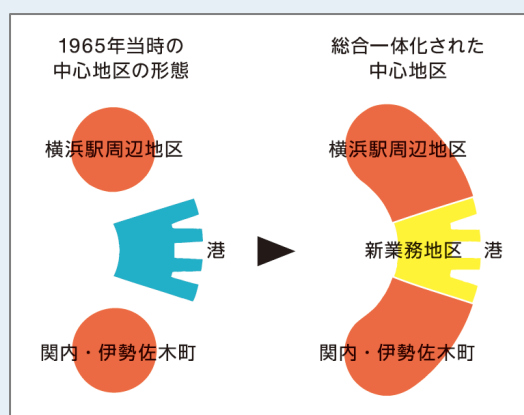 1965年当時の
中心地区の形態
横浜駅周辺地区
港
関内・伊勢佐木町
総合一体化された
中心地区
横浜駅周辺地区
新業務地区
港
関内・伊勢佐木町